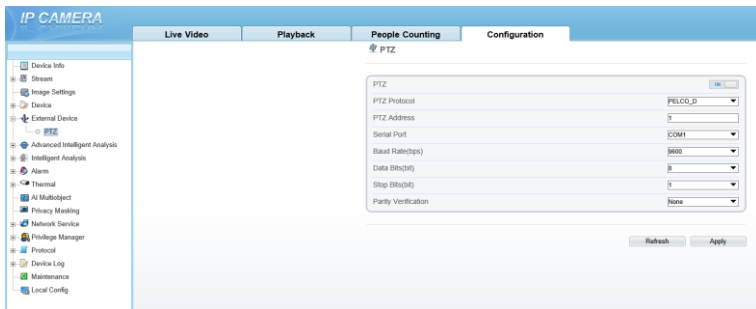 IP CAMERA
Live Video
Playback
People Counting
Configuration
PTZ
Device Info
Stream
Image Settings
Device
External Device
PTZ
Advanced Intelligent Analysis
Intelligent Analysis
Alarm
Thermal
AI Multiobject
Privacy Masking
Network Service
Privilege Manager
Protocol
Device Log
Maintenance
Local Config
PTZ ON
PTZ Protocol PELCO_D
PTZ Address 1
Serial Port COM1
Baud Rate(bps) 9600
Data Bits(bit) 8
Stop Bits(bit) 1
Parity Verification None
Refresh Apply